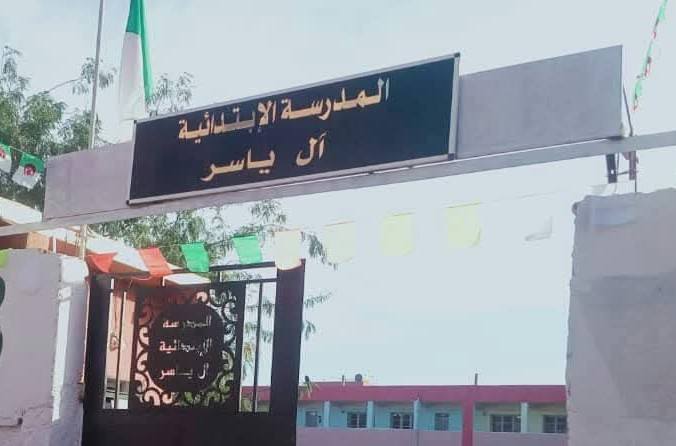 المدرسة الإبتدائية
آل ياسر
المدرسة
الإبتدائية
آل ياسر